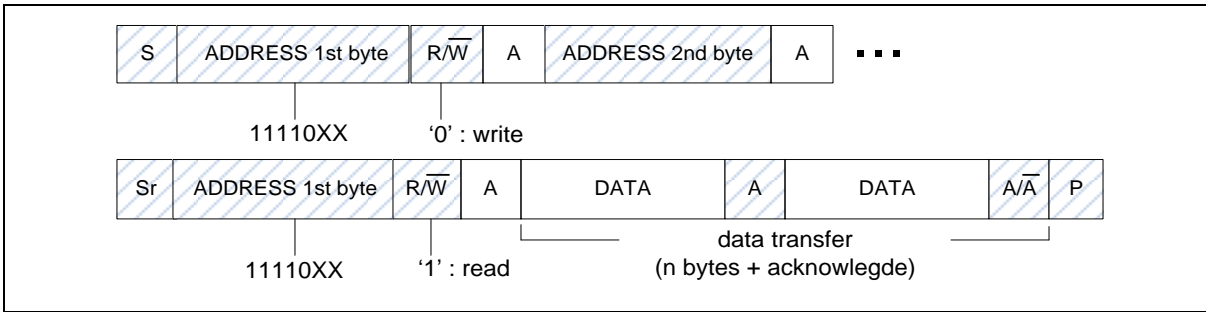 S ADDRESS 1st byte R/W̅ A ADDRESS 2nd byte A ▪ ▪ ▪
11110XX ‘0’ : write
Sr ADDRESS 1st byte R/W̅ A DATA A DATA A/A̅ P
data transfer
11110XX ‘1’ : read (n bytes + acknowlegde)